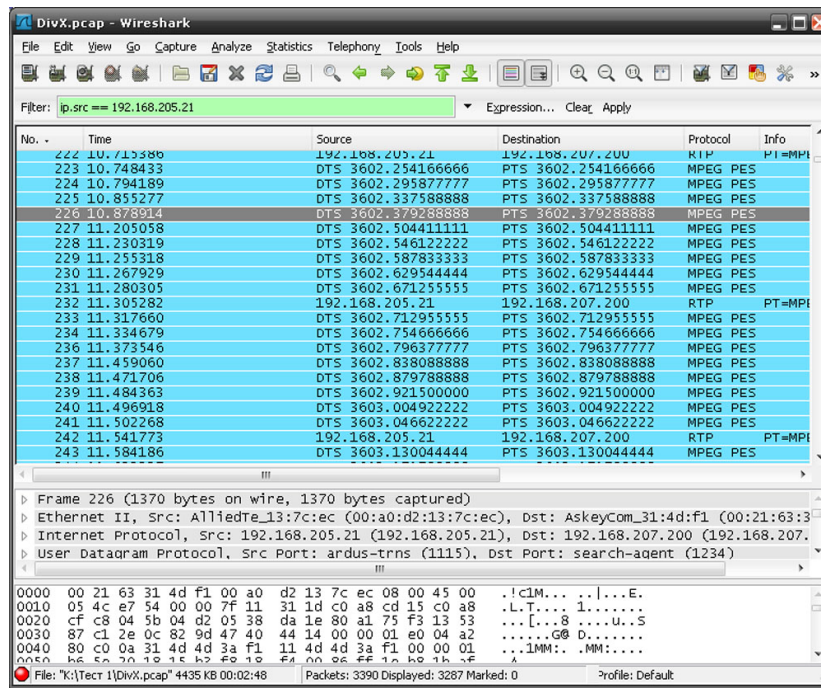 DivX.pcap - Wireshark
File Edit View Go Capture Analyze Statistics Telephony Tools Help
Filter: ip.src == 192.168.205.21 Expression... Clear Apply
No. Time Source Destination Protocol Info
222 10.715386 192.168.205.21 192.168.207.200 RTP PT=MPE
223 10.748433 DTS 3602.254166666 PTS 3602.254166666 MPEG PES
224 10.794189 DTS 3602.295877777 PTS 3602.295877777 MPEG PES
225 10.855277 DTS 3602.337588888 PTS 3602.337588888 MPEG PES
226 10.878914 DTS 3602.379288888 PTS 3602.379288888 MPEG PES
227 11.205058 DTS 3602.504411111 PTS 3602.504411111 MPEG PES
228 11.230319 DTS 3602.546122222 PTS 3602.546122222 MPEG PES
229 11.255318 DTS 3602.587833333 PTS 3602.587833333 MPEG PES
230 11.267929 DTS 3602.629544444 PTS 3602.629544444 MPEG PES
231 11.280305 DTS 3602.671255555 PTS 3602.671255555 MPEG PES
232 11.305282 192.168.205.21 192.168.207.200 RTP PT=MPE
233 11.317660 DTS 3602.712955555 PTS 3602.712955555 MPEG PES
234 11.334679 DTS 3602.754666666 PTS 3602.754666666 MPEG PES
236 11.373546 DTS 3602.796377777 PTS 3602.796377777 MPEG PES
237 11.459060 DTS 3602.838088888 PTS 3602.838088888 MPEG PES
238 11.471706 DTS 3602.879788888 PTS 3602.879788888 MPEG PES
239 11.484363 DTS 3602.921500000 PTS 3602.921500000 MPEG PES
240 11.496918 DTS 3603.004922222 PTS 3603.004922222 MPEG PES
241 11.502268 DTS 3603.046622222 PTS 3603.046622222 MPEG PES
242 11.541773 192.168.205.21 192.168.207.200 RTP PT=MPE
243 11.584186 DTS 3603.130044444 PTS 3603.130044444 MPEG PES
Frame 226 (1370 bytes on wire, 1370 bytes captured)
Ethernet II, Src: AlliedTe_13:7c:ec (00:a0:d2:13:7c:ec), Dst: AskeyCom_31:4d:f1 (00:21:63:3
Internet Protocol, Src: 192.168.205.21 (192.168.205.21), Dst: 192.168.207.200 (192.168.207.
User Datagram Protocol, Src Port: ardus-trns (1115), Dst Port: search-agent (1234)
0000 00 21 63 31 4d f1 00 a0 d2 13 7c ec 08 00 45 00 .!c1M... ..|...E.
0010 05 4c e7 54 00 00 7f 11 31 1d c0 a8 cd 15 c0 a8 .L.T.... 1.......
0020 cf c8 04 5b 04 d2 05 38 da 1e 80 a1 75 f3 13 53 ...[...8 ....u..S
0030 87 c1 2e 0c 82 9d 47 40 44 14 00 00 01 e0 04 a2 ......G@ D.......
0040 80 c0 0a 31 4d 4d 3a f1 11 4d 4d 3a f1 00 00 01 ...1MM:. .MM:....
File: "K:\Тест 1\DivX.pcap" 4435 KB 00:02:48 Packets: 3390 Displayed: 3287 Marked: 0 Profile: Default